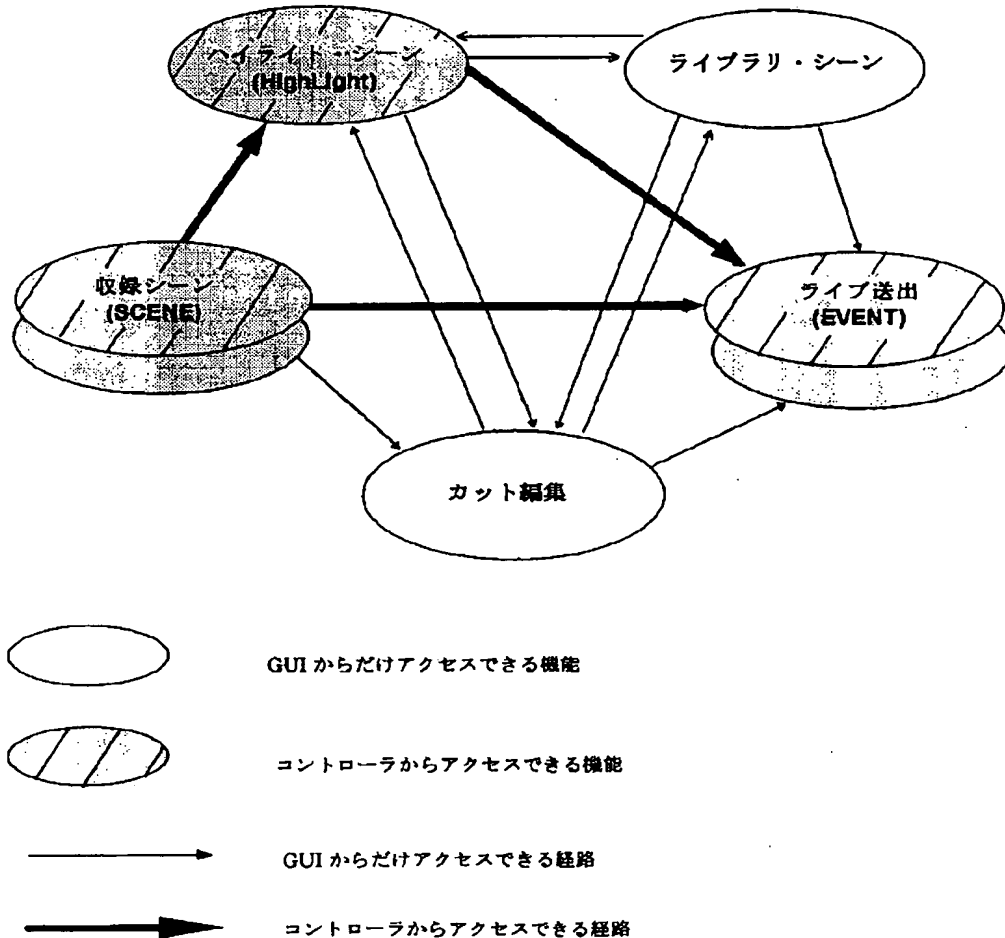 ハイライト・シーン
(HighLight)
ライブラリ・シーン
収録シーン
(SCENE)
ライブ送出
(EVENT)
カット編集
GUI からだけアクセスできる機能
コントローラからアクセスできる機能
GUI からだけアクセスできる経路
コントローラからアクセスできる経路